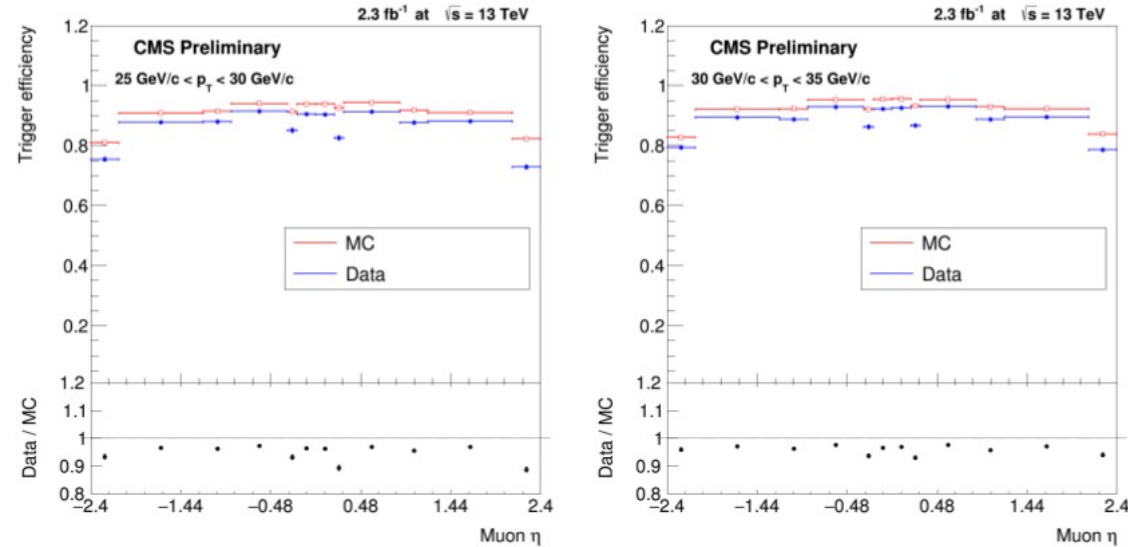 2.3 fb-1 at √s = 13 TeV
CMS Preliminary
25 GeV/c < pT < 30 GeV/c
Trigger efficiency
1.2
1
0.8
0.6
0.4
0.2
MC
Data
Data / MC
1.2
1.1
1
0.9
0.8
−2.4 −1.44 −0.48 0.48 1.44 2.4
Muon η
2.3 fb-1 at √s = 13 TeV
CMS Preliminary
30 GeV/c < pT < 35 GeV/c
Trigger efficiency
1.2
1
0.8
0.6
0.4
0.2
MC
Data
Data / MC
1.2
1.1
1
0.9
0.8
−2.4 −1.44 −0.48 0.48 1.44 2.4
Muon η